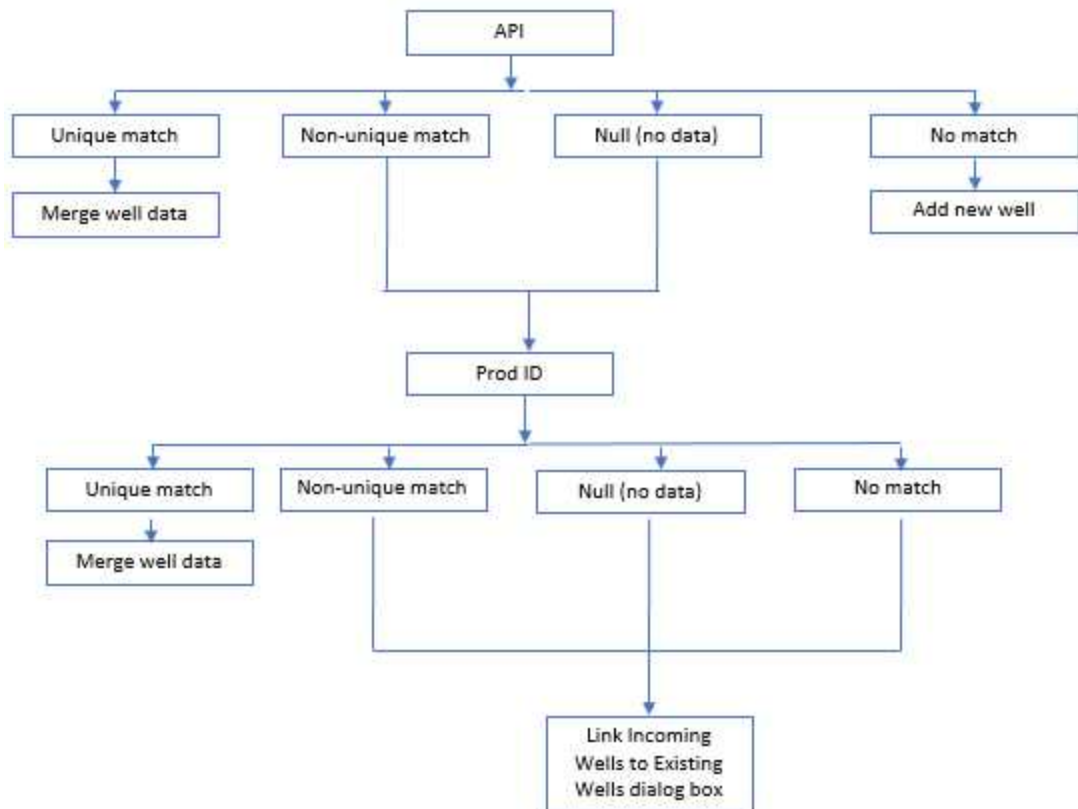 API
Unique match
Non-unique match
Null (no data)
No match
Merge well data
Add new well
Prod ID
Unique match
Non-unique match
Null (no data)
No match
Merge well data
Link Incoming
Wells to Existing
Wells dialog box